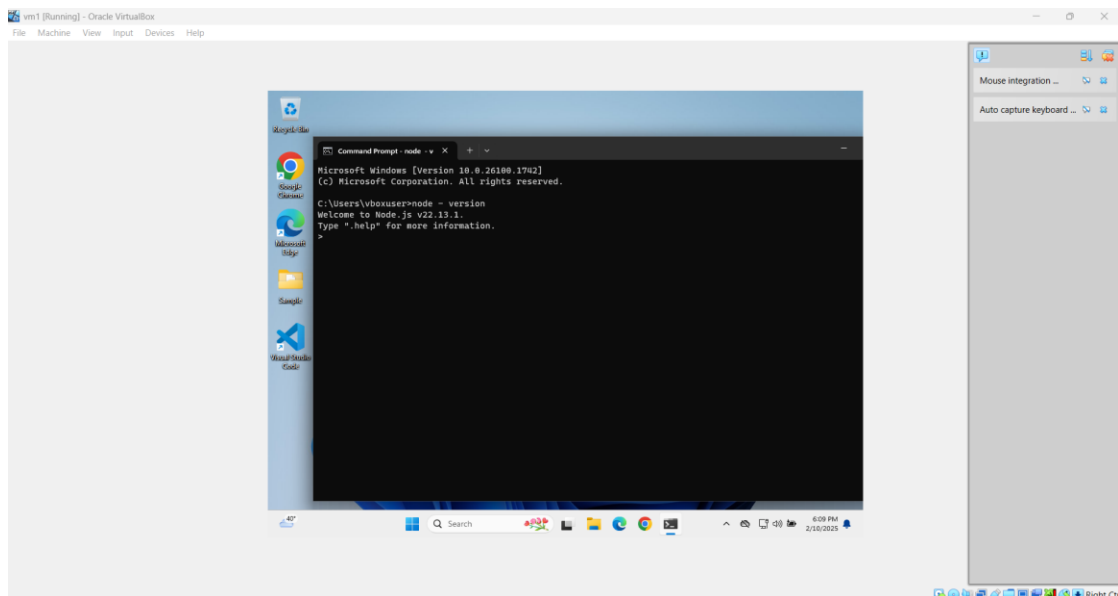 vm1 [Running] - Oracle VirtualBox
File Machine View Input Devices Help
Mouse integration ...
Auto capture keyboard ...
Recycle Bin
Google
Chrome
Microsoft
Edge
Sample
Visual Studio
Code
Command Prompt - node - v
Microsoft Windows [Version 10.0.26100.1742]
(c) Microsoft Corporation. All rights reserved.
C:\Users\vboxuser>node - version
Welcome to Node.js v22.13.1.
Type ".help" for more information.
>
40°
Search
6:09 PM
2/10/2025
Right Ct